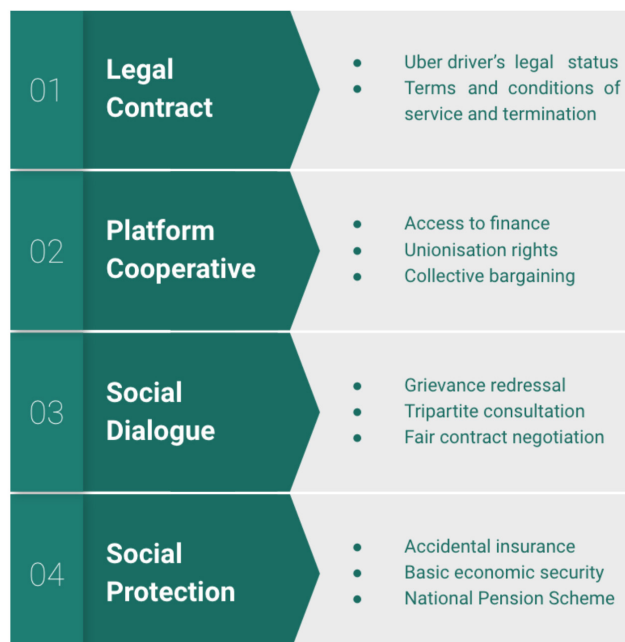 01
Legal
Contract
● Uber driver's legal status
● Terms and conditions of
service and termination
02
Platform
Cooperative
● Access to finance
● Unionisation rights
● Collective bargaining
03
Social
Dialogue
● Grievance redressal
● Tripartite consultation
● Fair contract negotiation
04
Social
Protection
● Accidental insurance
● Basic economic security
● National Pension Scheme